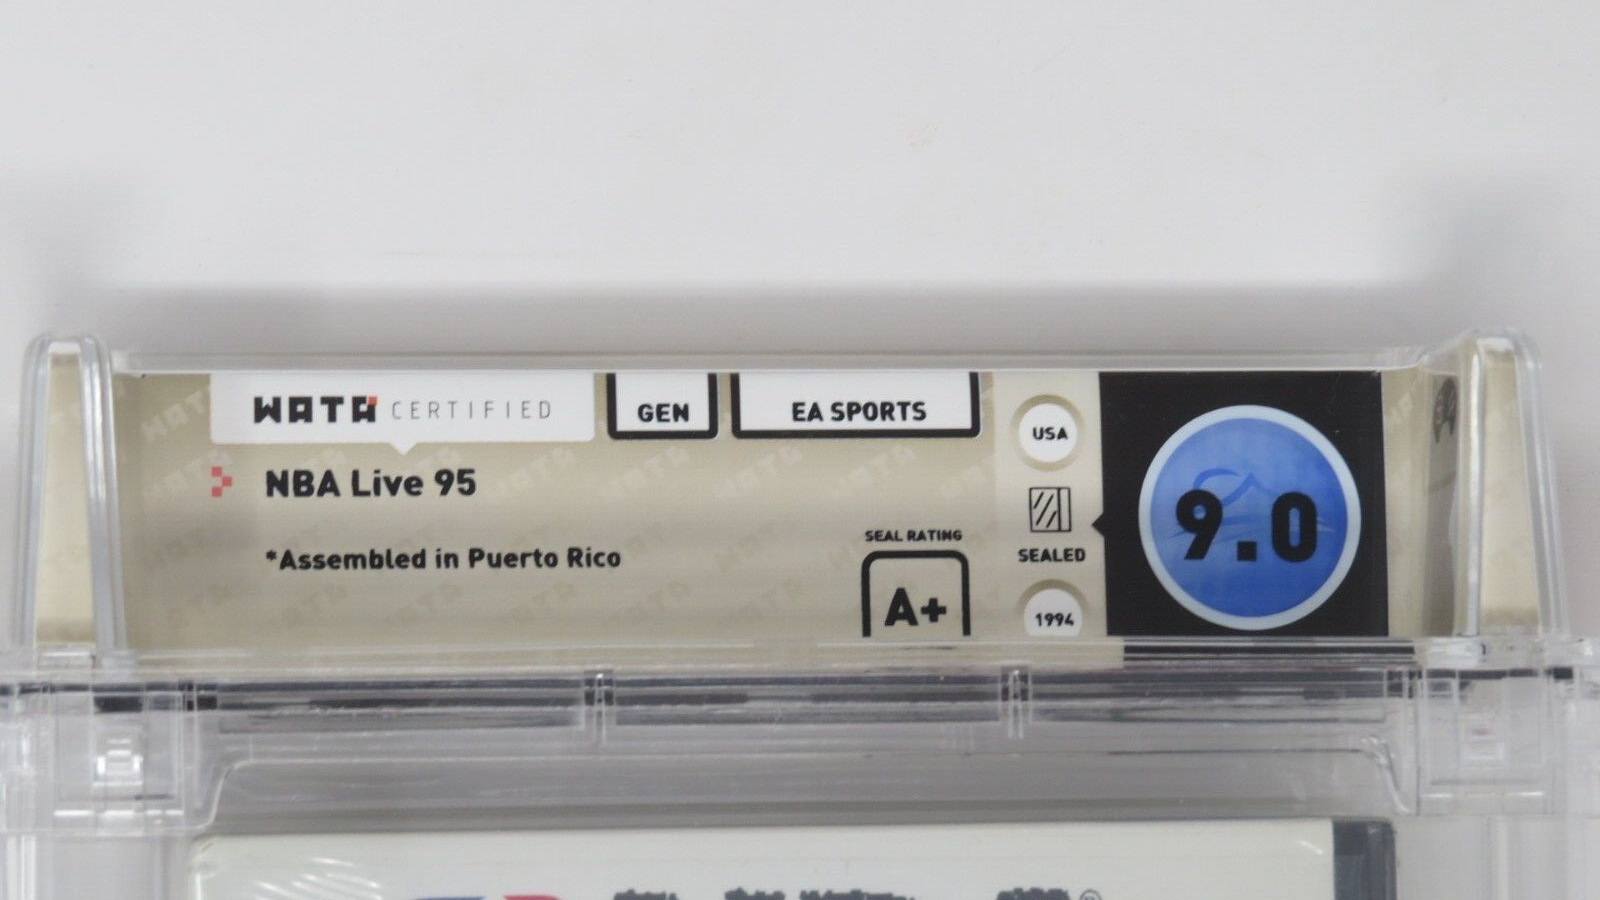 WATA CERTIFIED
GEN
EA SPORTS
NBA Live 95
*Assembled in Puerto Rico
SEAL RATING
A+
USA
SEALED
1994
9.0